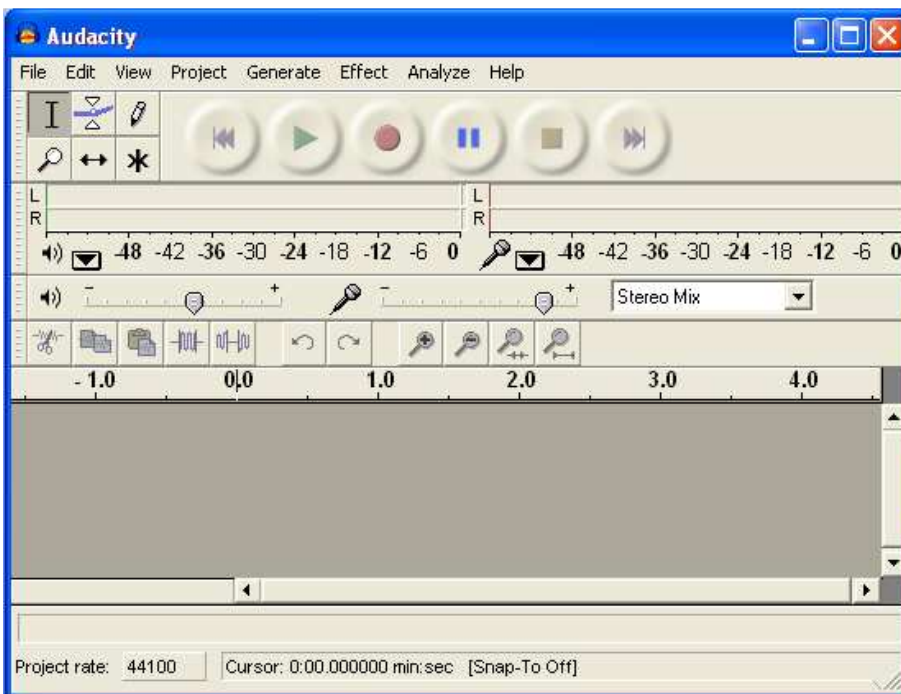 Audacity
File Edit View Project Generate Effect Analyze Help
L L
R R
-48 -42 -36 -30 -24 -18 -12 -6 0 -48 -42 -36 -30 -24 -18 -12 -6 0
- + - + Stereo Mix
- 1.0 0.0 1.0 2.0 3.0 4.0
Project rate: 44100 Cursor: 0:00.000000 min:sec [Snap-To Off]